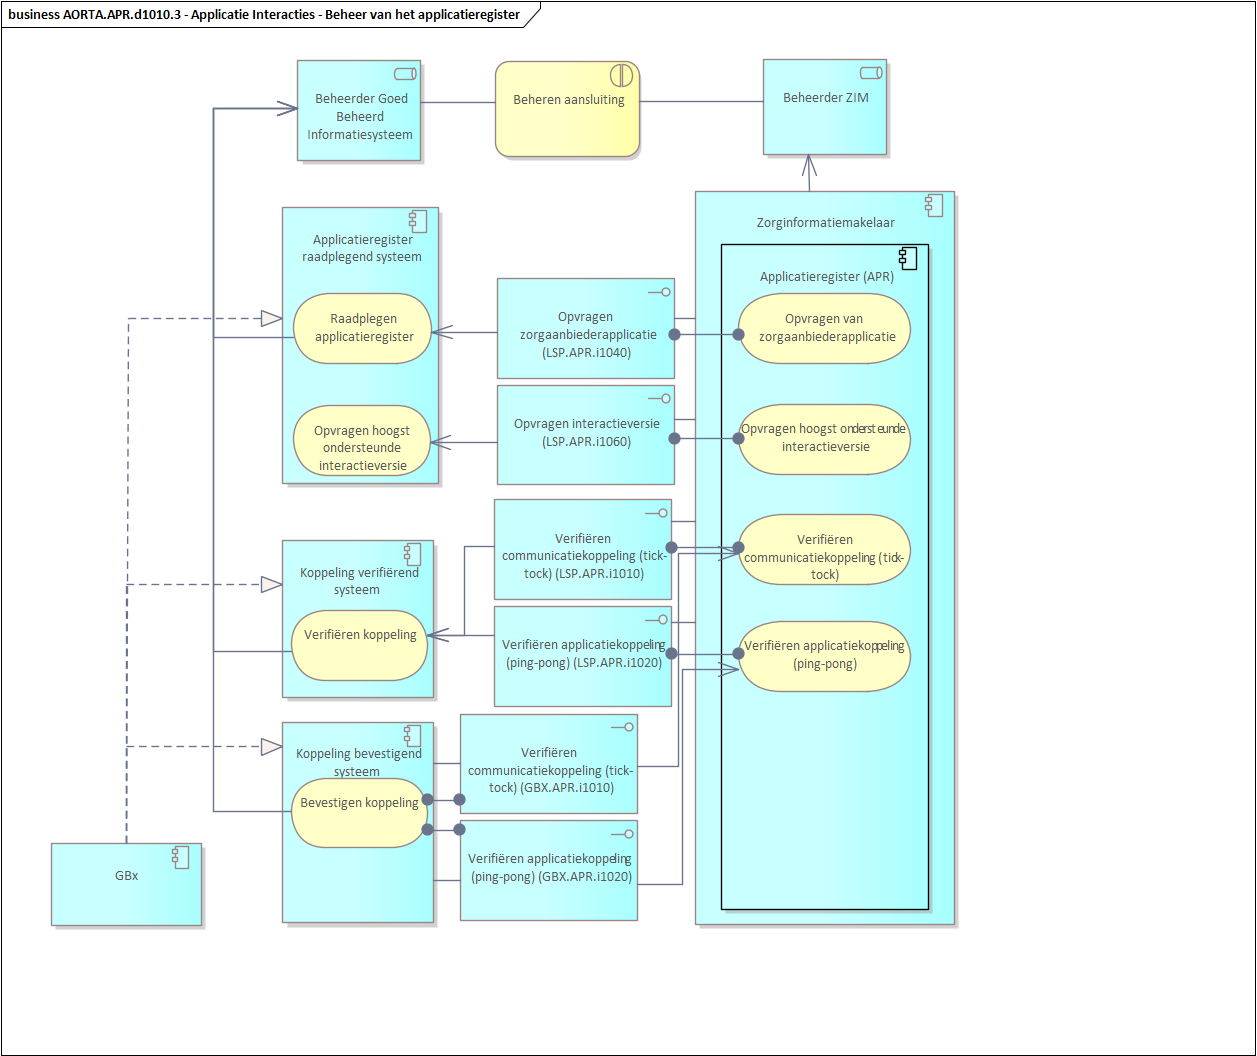 business AORTA.APR.d1010.3 - Applicatie Interacties - Beheer van het applicatieregister
Beheerder Goed
Beheerd
Informatiesysteem
Beheren aansluiting
Beheerder ZIM
Zorginformatiemakelaar
Applicatieregister (APR)
Applicatieregister
raadplegend systeem
Raadplegen
applicatieregister
Opvragen
zorgaanbiederapplicatie
(LSP.APR.i1040)
Opvragen van
zorgaanbiederapplicatie
Opvragen hoogst
ondersteunde
interactieversie
Opvragen interactieversie
(LSP.APR.i1060)
Opvragen hoogst ondersteunde
interactieversie
Koppeling verifiërend
systeem
Verifiëren koppeling
Verifiëren
communicatiekoppeling (tick-
tock) (LSP.APR.i1010)
Verifiëren
communicatiekoppeling (tick-
tock)
Verifiëren applicatiekoppeling
(ping-pong) (LSP.APR.i1020)
Verifiëren applicatiekoppeling
(ping-pong)
Koppeling bevestigend
systeem
Bevestigen koppeling
Verifiëren
communicatiekoppeling (tick-
tock) (GBX.APR.i1010)
Verifiëren applicatiekoppeling
(ping-pong) (GBX.APR.i1020)
GBx